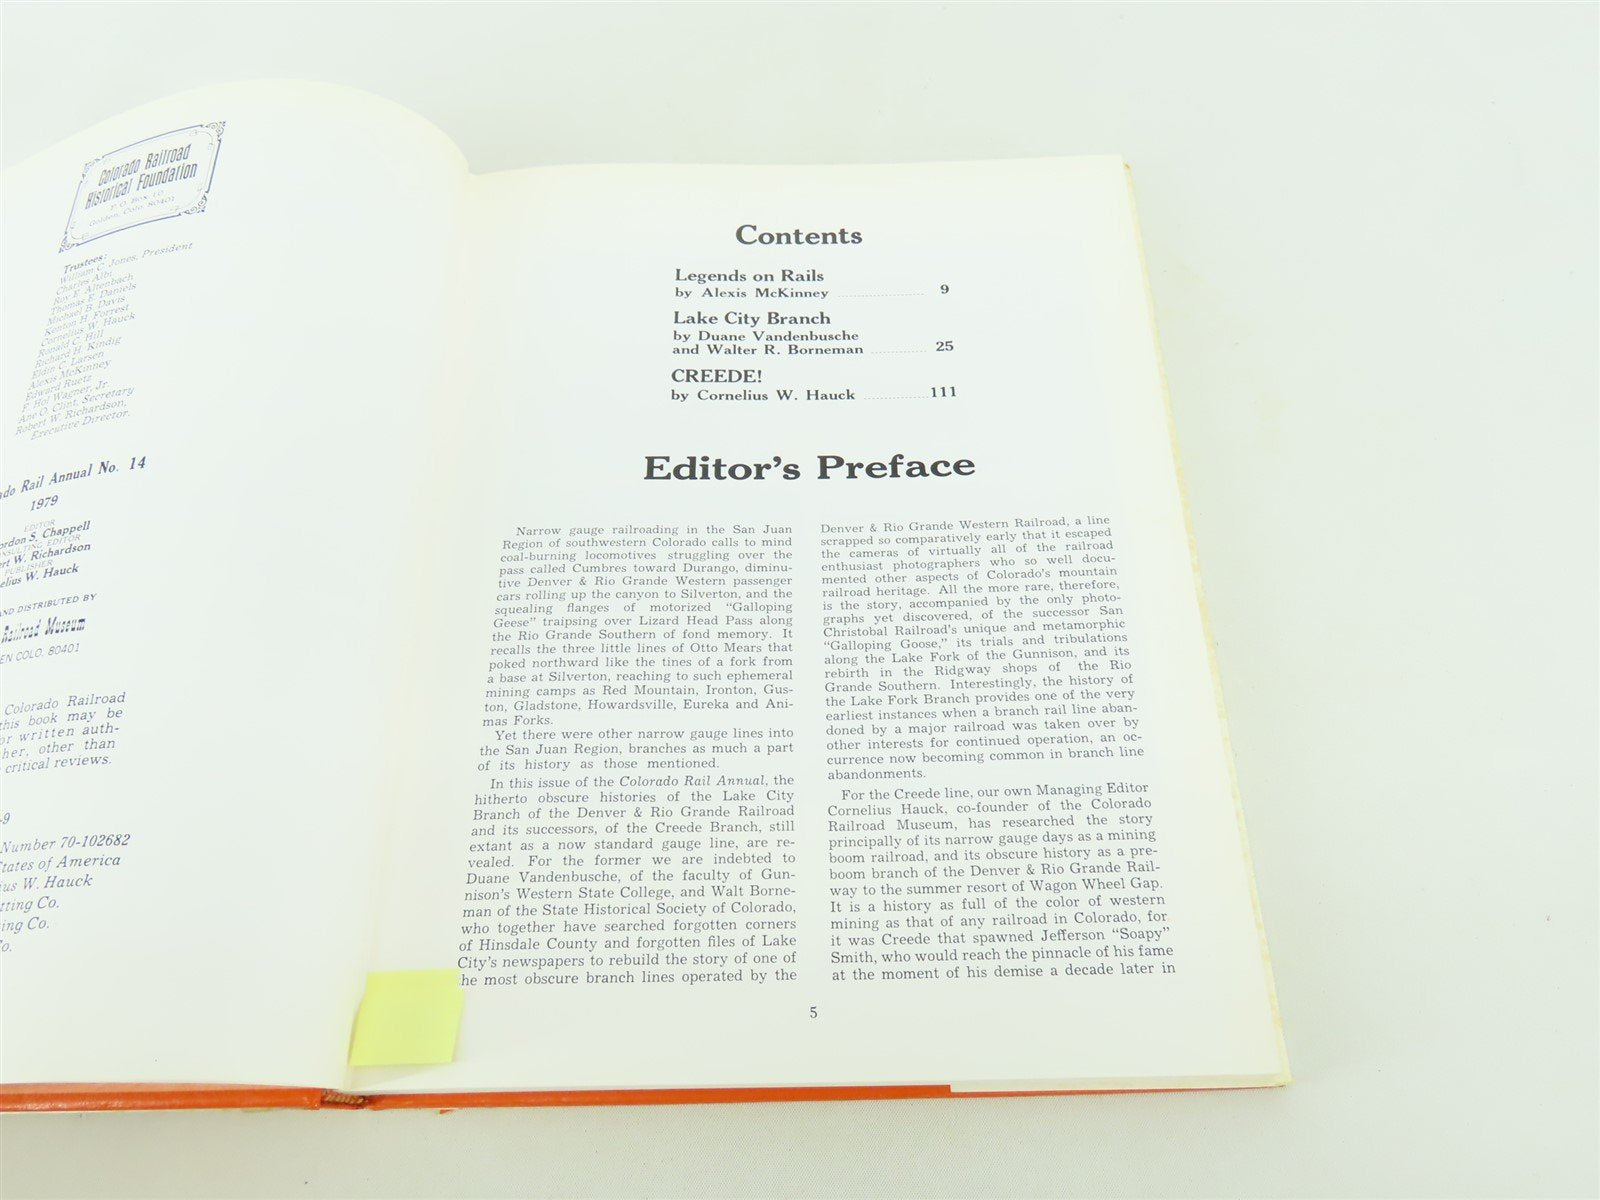 Colorado Railroad
Historical Foundation
P. O. Box 10
Golden, Colo. 80401
Trustees:
William C. Jones, President
Charles Albi
Roy E. Altenbach
Thomas E. Daniels
Michael B. Davis
Kenton H. Forrest
Cornelius W. Hauck
Ronald C. Hill
Richard H. Kindig
Eldin C. Larsen
Alexis McKinney
Edward Ruetz
F. Hol Wagner, Jr.
Ane O. Clint, Secretary
Robert W. Richardson,
Executive Director.
ado Rail Annual No. 14
1979
EDITOR
ordon S. Chappell
NSULTING EDITOR
ert W. Richardson
PUBLISHER
elius W. Hauck
AND DISTRIBUTED BY
Railroad Museum
EN COLO, 80401
Colorado Railroad
this book may be
or written auth-
her, other than
critical reviews.
-9
Number 70-102682
States of America
ius W. Hauck
tting Co.
ing Co.
Co.
Contents
Legends on Rails
by Alexis McKinney 9
Lake City Branch
by Duane Vandenbusche
and Walter R. Borneman 25
CREEDE!
by Cornelius W. Hauck 111
Editor's Preface
Narrow gauge railroading in the San Juan
Region of southwestern Colorado calls to mind
coal-burning locomotives struggling over the
pass called Cumbres toward Durango, diminu-
tive Denver & Rio Grande Western passenger
cars rolling up the canyon to Silverton, and the
squealing flanges of motorized "Galloping
Geese" traipsing over Lizard Head Pass along
the Rio Grande Southern of fond memory. It
recalls the three little lines of Otto Mears that
poked northward like the tines of a fork from
a base at Silverton, reaching to such ephemeral
mining camps as Red Mountain, Ironton, Gus-
ton, Gladstone, Howardsville, Eureka and Ani-
mas Forks.
Yet there were other narrow gauge lines into
the San Juan Region, branches as much a part
of its history as those mentioned.
In this issue of the Colorado Rail Annual, the
hitherto obscure histories of the Lake City
Branch of the Denver & Rio Grande Railroad
and its successors, of the Creede Branch, still
extant as a now standard gauge line, are re-
vealed. For the former we are indebted to
Duane Vandenbusche, of the faculty of Gun-
nison's Western State College, and Walt Borne-
man of the State Historical Society of Colorado,
who together have searched forgotten corners
of Hinsdale County and forgotten files of Lake
City's newspapers to rebuild the story of one of
he most obscure branch lines operated by the
Denver & Rio Grande Western Railroad, a line
scrapped so comparatively early that it escaped
the cameras of virtually all of the railroad
enthusiast photographers who so well docu-
mented other aspects of Colorado's mountain
railroad heritage. All the more rare, therefore,
is the story, accompanied by the only photo-
graphs yet discovered, of the successor San
Christobal Railroad's unique and metamorphic
"Galloping Goose," its trials and tribulations
along the Lake Fork of the Gunnison, and its
rebirth in the Ridgway shops of the Rio
Grande Southern. Interestingly, the history of
the Lake Fork Branch provides one of the very
earliest instances when a branch rail line aban-
doned by a major railroad was taken over by
other interests for continued operation, an oc-
currence now becoming common in branch line
abandonments.
For the Creede line, our own Managing Editor
Cornelius Hauck, co-founder of the Colorado
Railroad Museum, has researched the story
principally of its narrow gauge days as a mining
boom railroad, and its obscure history as a pre-
boom branch of the Denver & Rio Grande Rail-
way to the summer resort of Wagon Wheel Gap.
It is a history as full of the color of western
mining as that of any railroad in Colorado, for
it was Creede that spawned Jefferson "Soapy"
Smith, who would reach the pinnacle of his fame
at the moment of his demise a decade later in
5